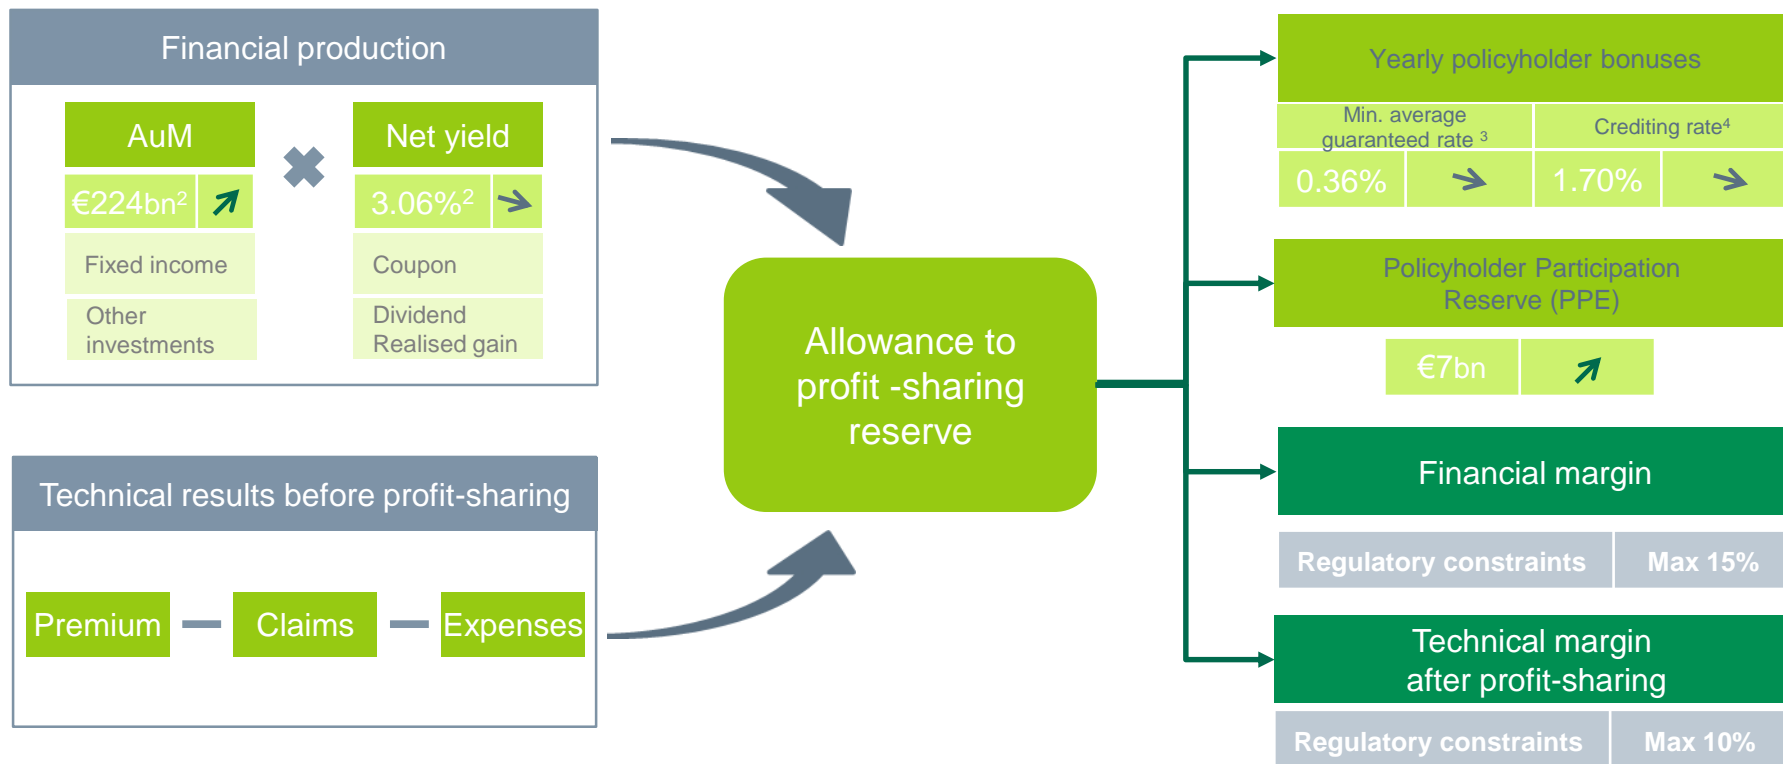 Financial production
AuM
Net yield
€224bn²
3.06%²
Fixed income
Coupon
Other
investments
Dividend
Realised gain
Technical results before profit-sharing
Premium
Claims
Expenses
Allowance to
profit -sharing
reserve
Yearly policyholder bonuses
Min. average
guaranteed rate ³
Crediting rate⁴
0.36%
1.70%
Policyholder Participation
Reserve (PPE)
€7bn
Financial margin
Regulatory constraints
Max 15%
Technical margin
after profit-sharing
Regulatory constraints
Max 10%